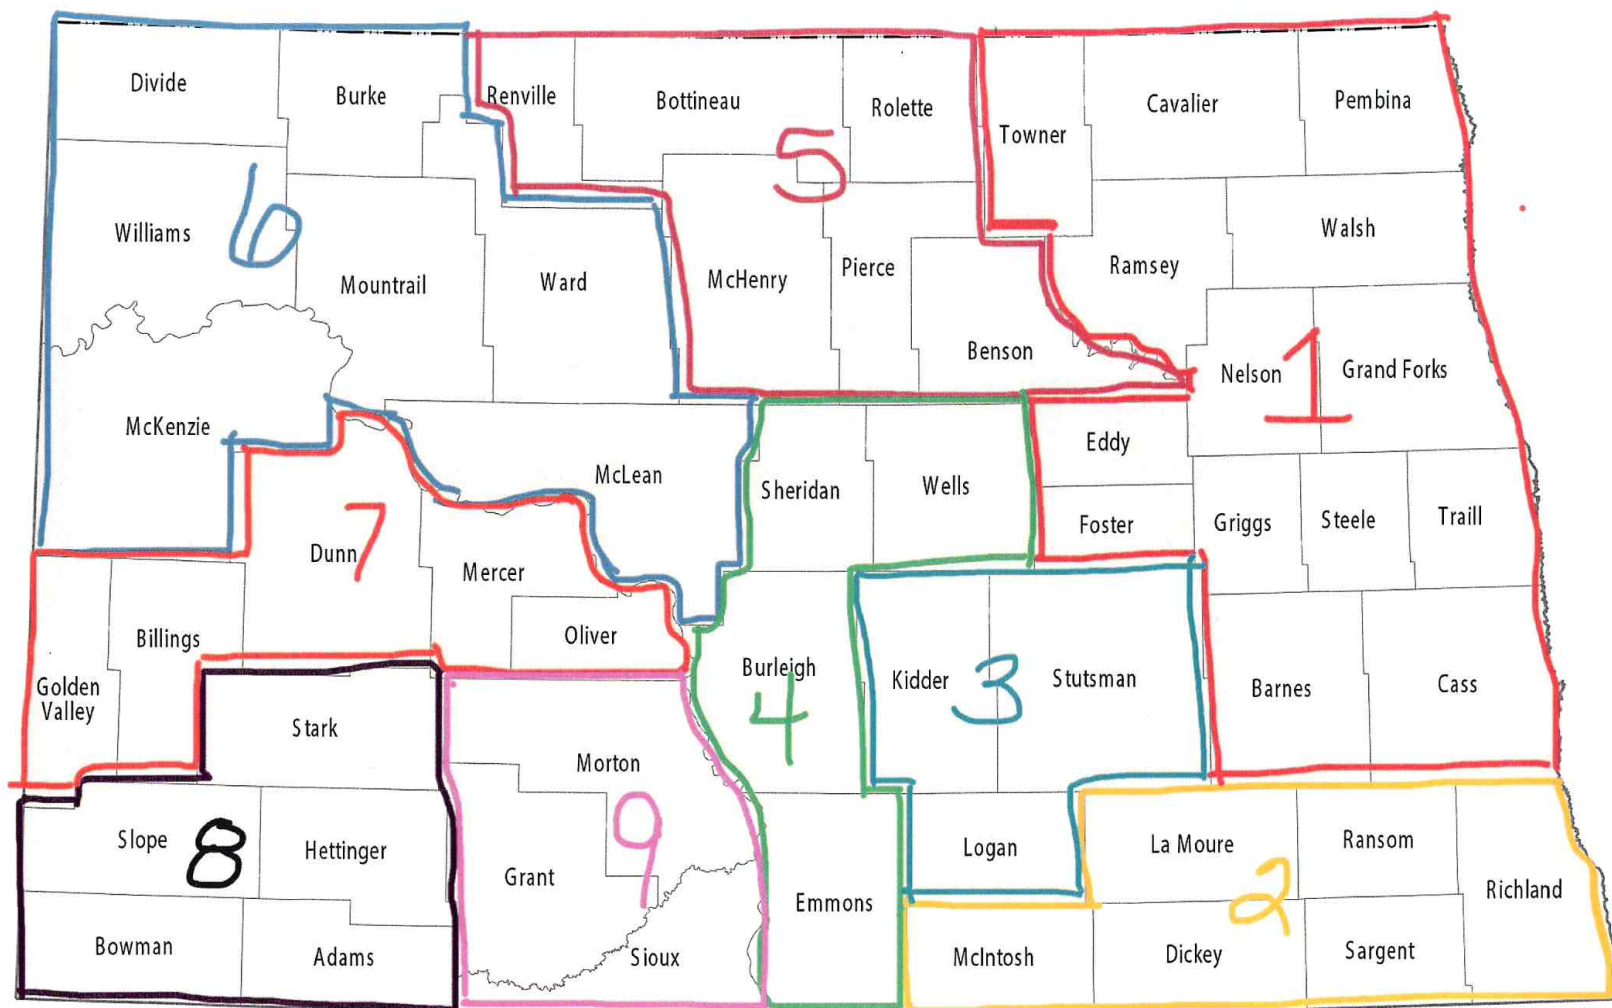 Divide
Burke
Renville
Bottineau
Rolette
Towner
Cavalier
Pembina
5
Williams
6
Mountrail
Ward
McHenry
Pierce
Benson
Ramsey
Walsh
Nelson
1
Grand Forks
McKenzie
McLean
Sheridan
Wells
Eddy
Foster
Griggs
Steele
Traill
Dunn
7
Mercer
Oliver
Billings
Golden
Valley
Stark
Morton
Burleigh
4
Kidder
3
Stutsman
Barnes
Cass
Slope
8
Hettinger
Grant
9
Emmons
Logan
La Moure
Ransom
Richland
2
Bowman
Adams
Sioux
McIntosh
Dickey
Sargent